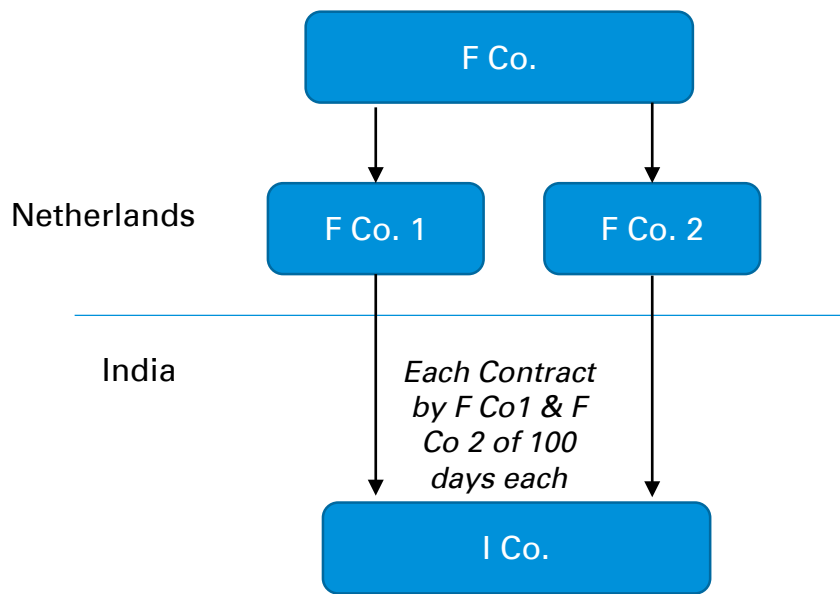 F Co.
Netherlands
F Co. 1
F Co. 2
India
Each Contract
by F Co1 & F
Co 2 of 100
days each
I Co.